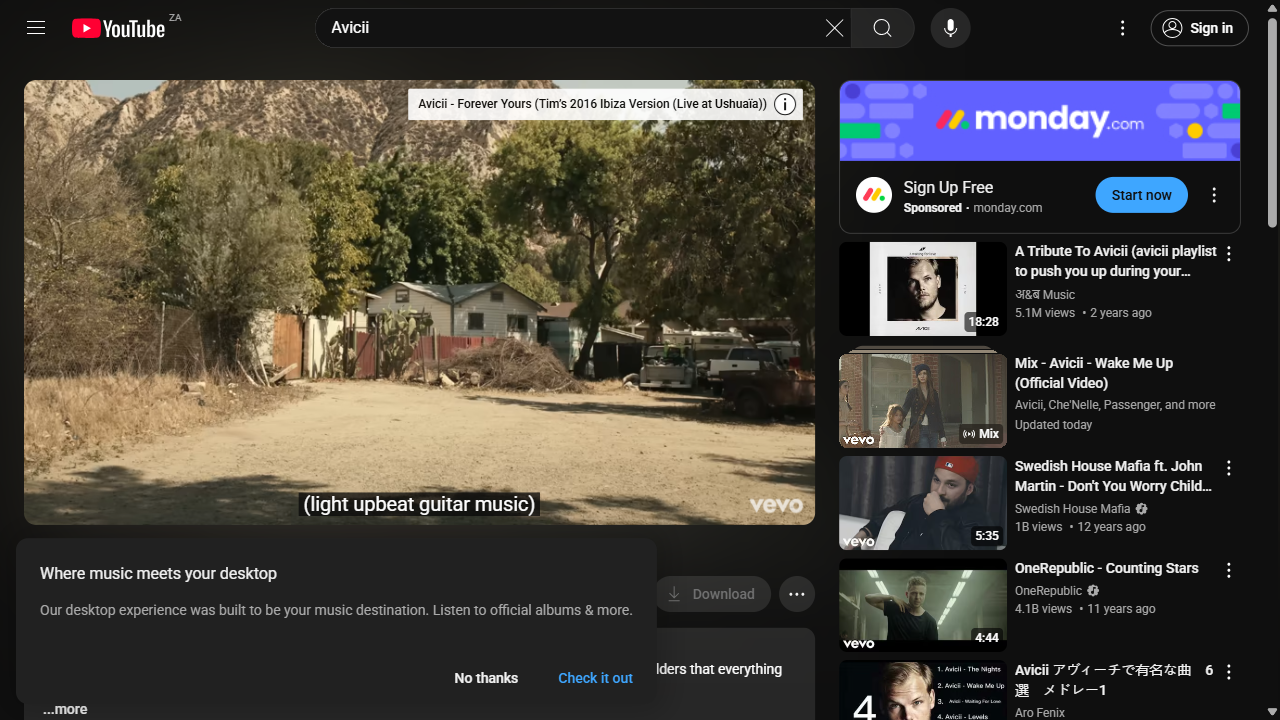 YouTube ZA
Avicii
Sign in
Avicii - Forever Yours (Tim's 2016 Ibiza Version (Live at Ushuaïa))
(light upbeat guitar music)
vevo
Where music meets your desktop
Our desktop experience was built to be your music destination. Listen to official albums & more.
No thanks
Check it out
Download
lders that everything
...more
monday.com
Sign Up Free
Sponsored · monday.com
Start now
AVICII
18:28
A Tribute To Avicii (avicii playlist
to push you up during your...
अ&ब Music
5.1M views • 2 years ago
vevo
Mix
Mix - Avicii - Wake Me Up
(Official Video)
Avicii, Che'Nelle, Passenger, and more
Updated today
vevo
5:35
Swedish House Mafia ft. John
Martin - Don't You Worry Child...
Swedish House Mafia
1B views • 12 years ago
vevo
4:44
OneRepublic - Counting Stars
OneRepublic
4.1B views • 11 years ago
4
1. Avicii - The Nights
2. Avicii - Wake Me Up
3. Avicii - Waiting For Love
4. Avicii - Levels
Avicii アヴィーチで有名な曲　6
選　メドレー1
Aro Fenix